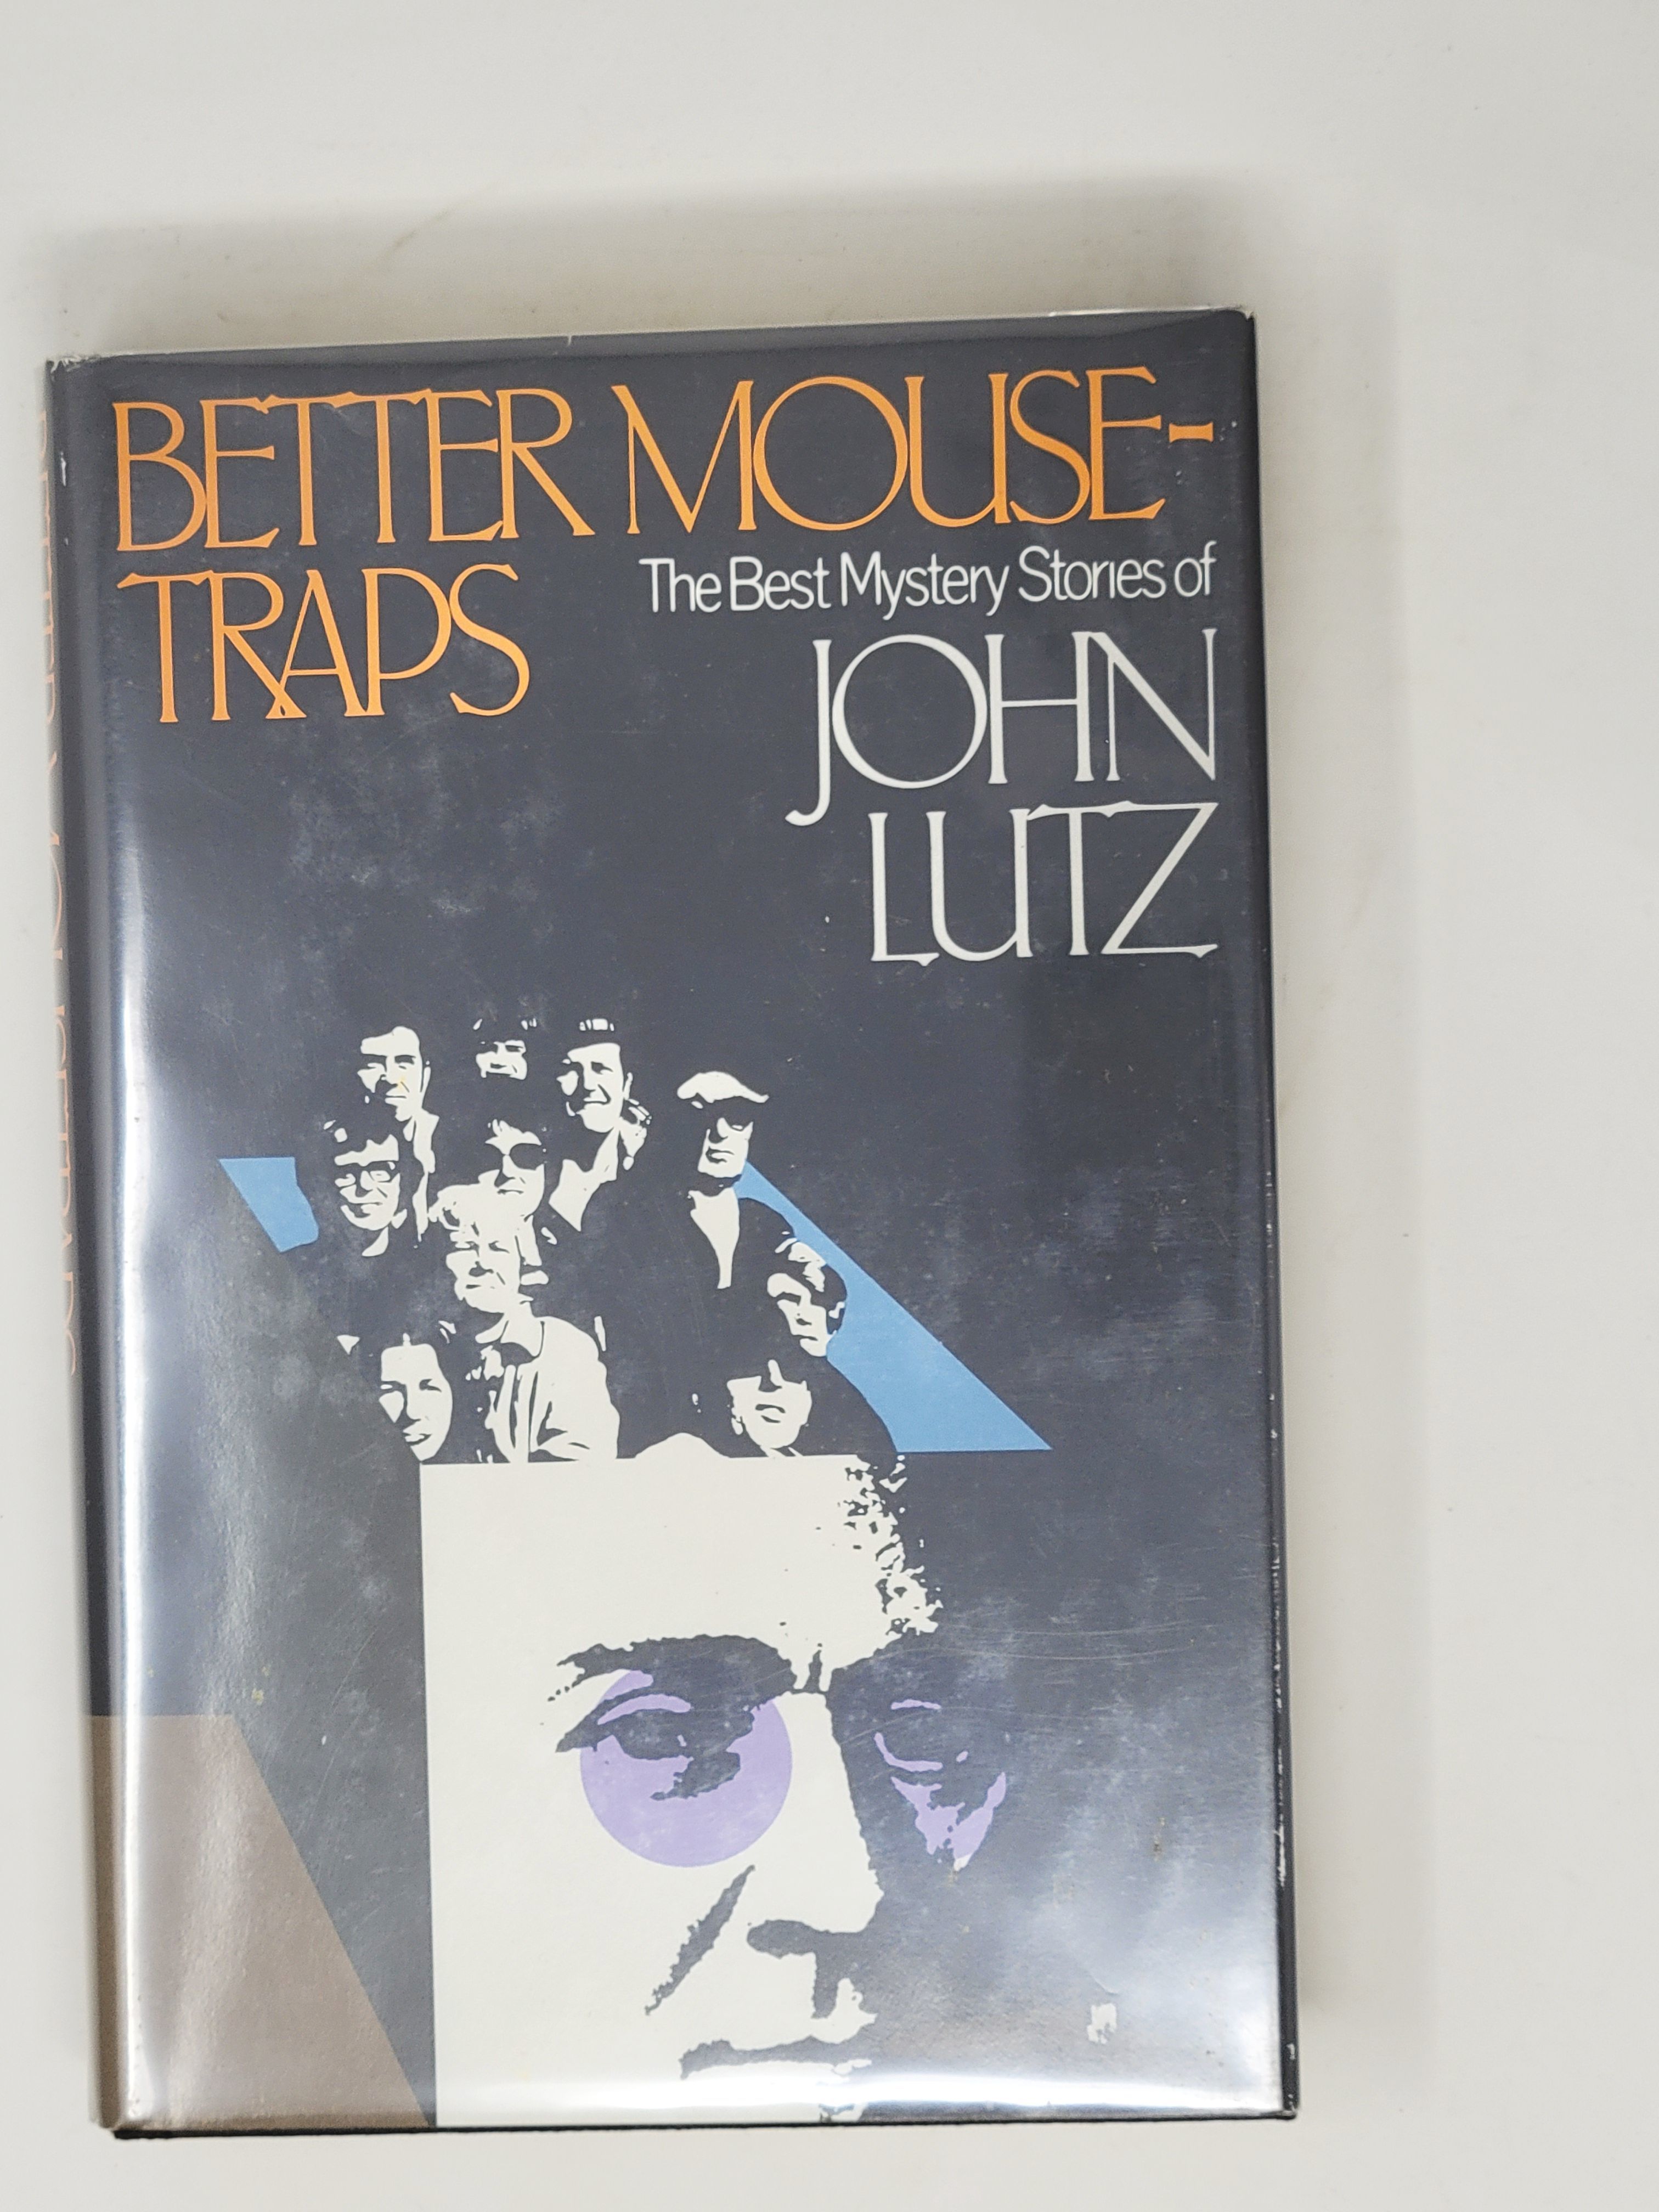 BETTER MOUSE-
TRAPS
The Best Mystery Stories of
JOHN
LUTZ